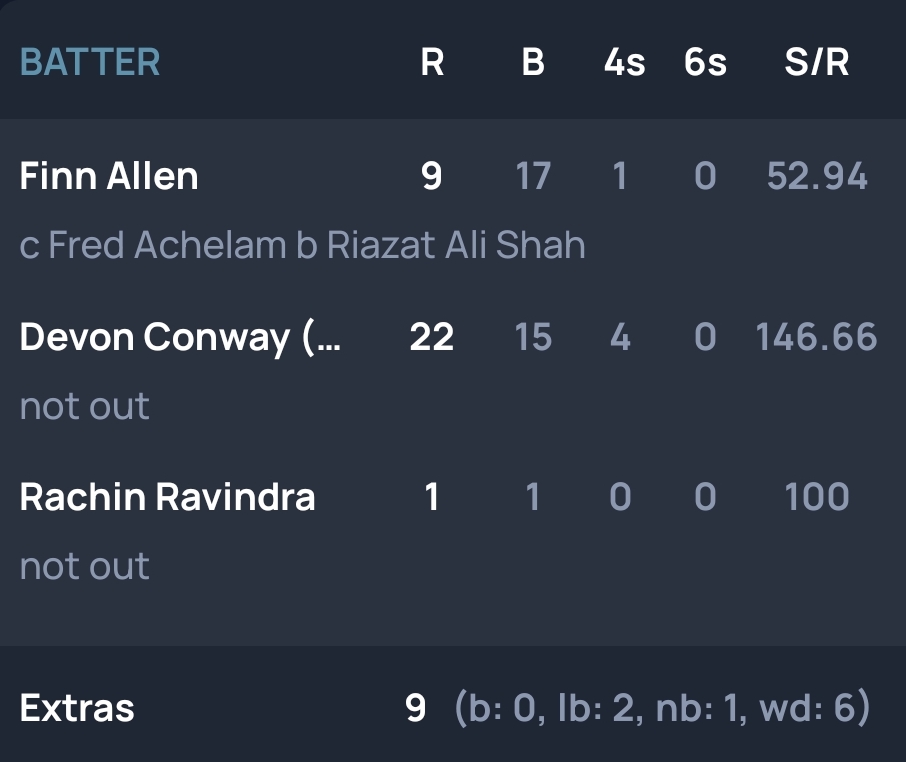 BATTER R B 4s 6s S/R
Finn Allen 9 17 1 0 52.94
c Fred Achelam b Riazat Ali Shah
Devon Conway (... 22 15 4 0 146.66
not out
Rachin Ravindra 1 1 0 0 100
not out
Extras 9 (b: 0, lb: 2, nb: 1, wd: 6)